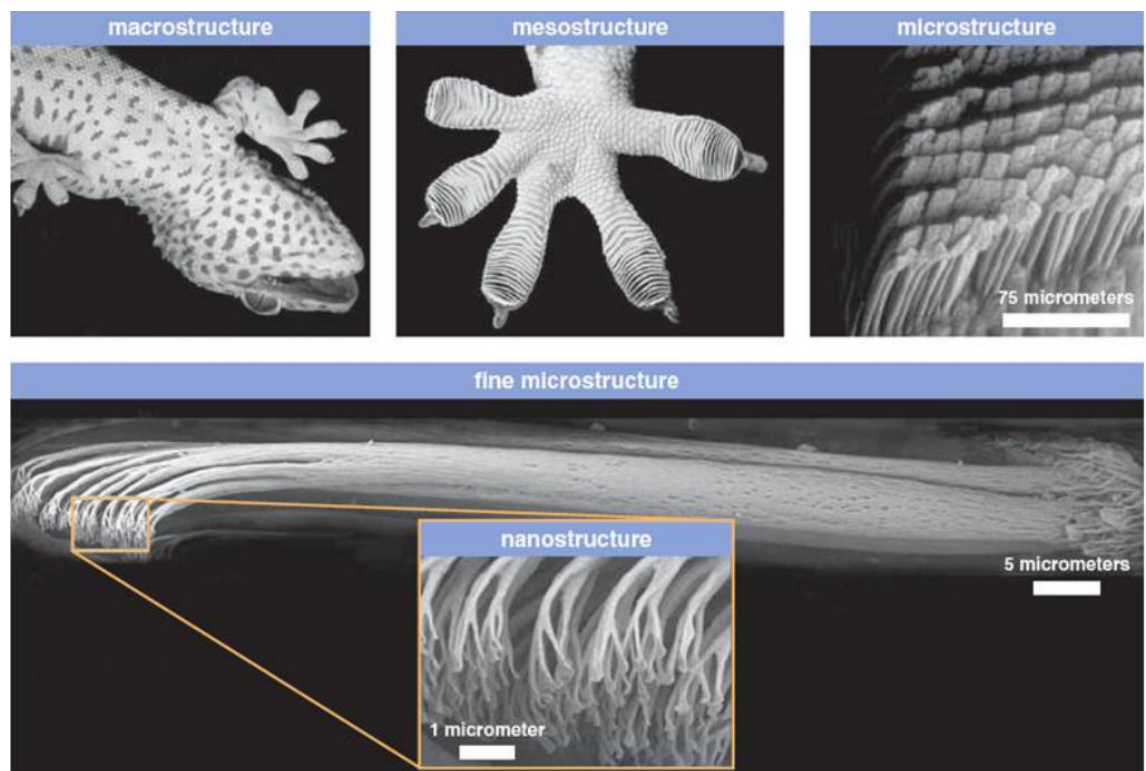 macrostructure
mesostructure
microstructure
75 micrometers
fine microstructure
5 micrometers
nanostructure
1 micrometer